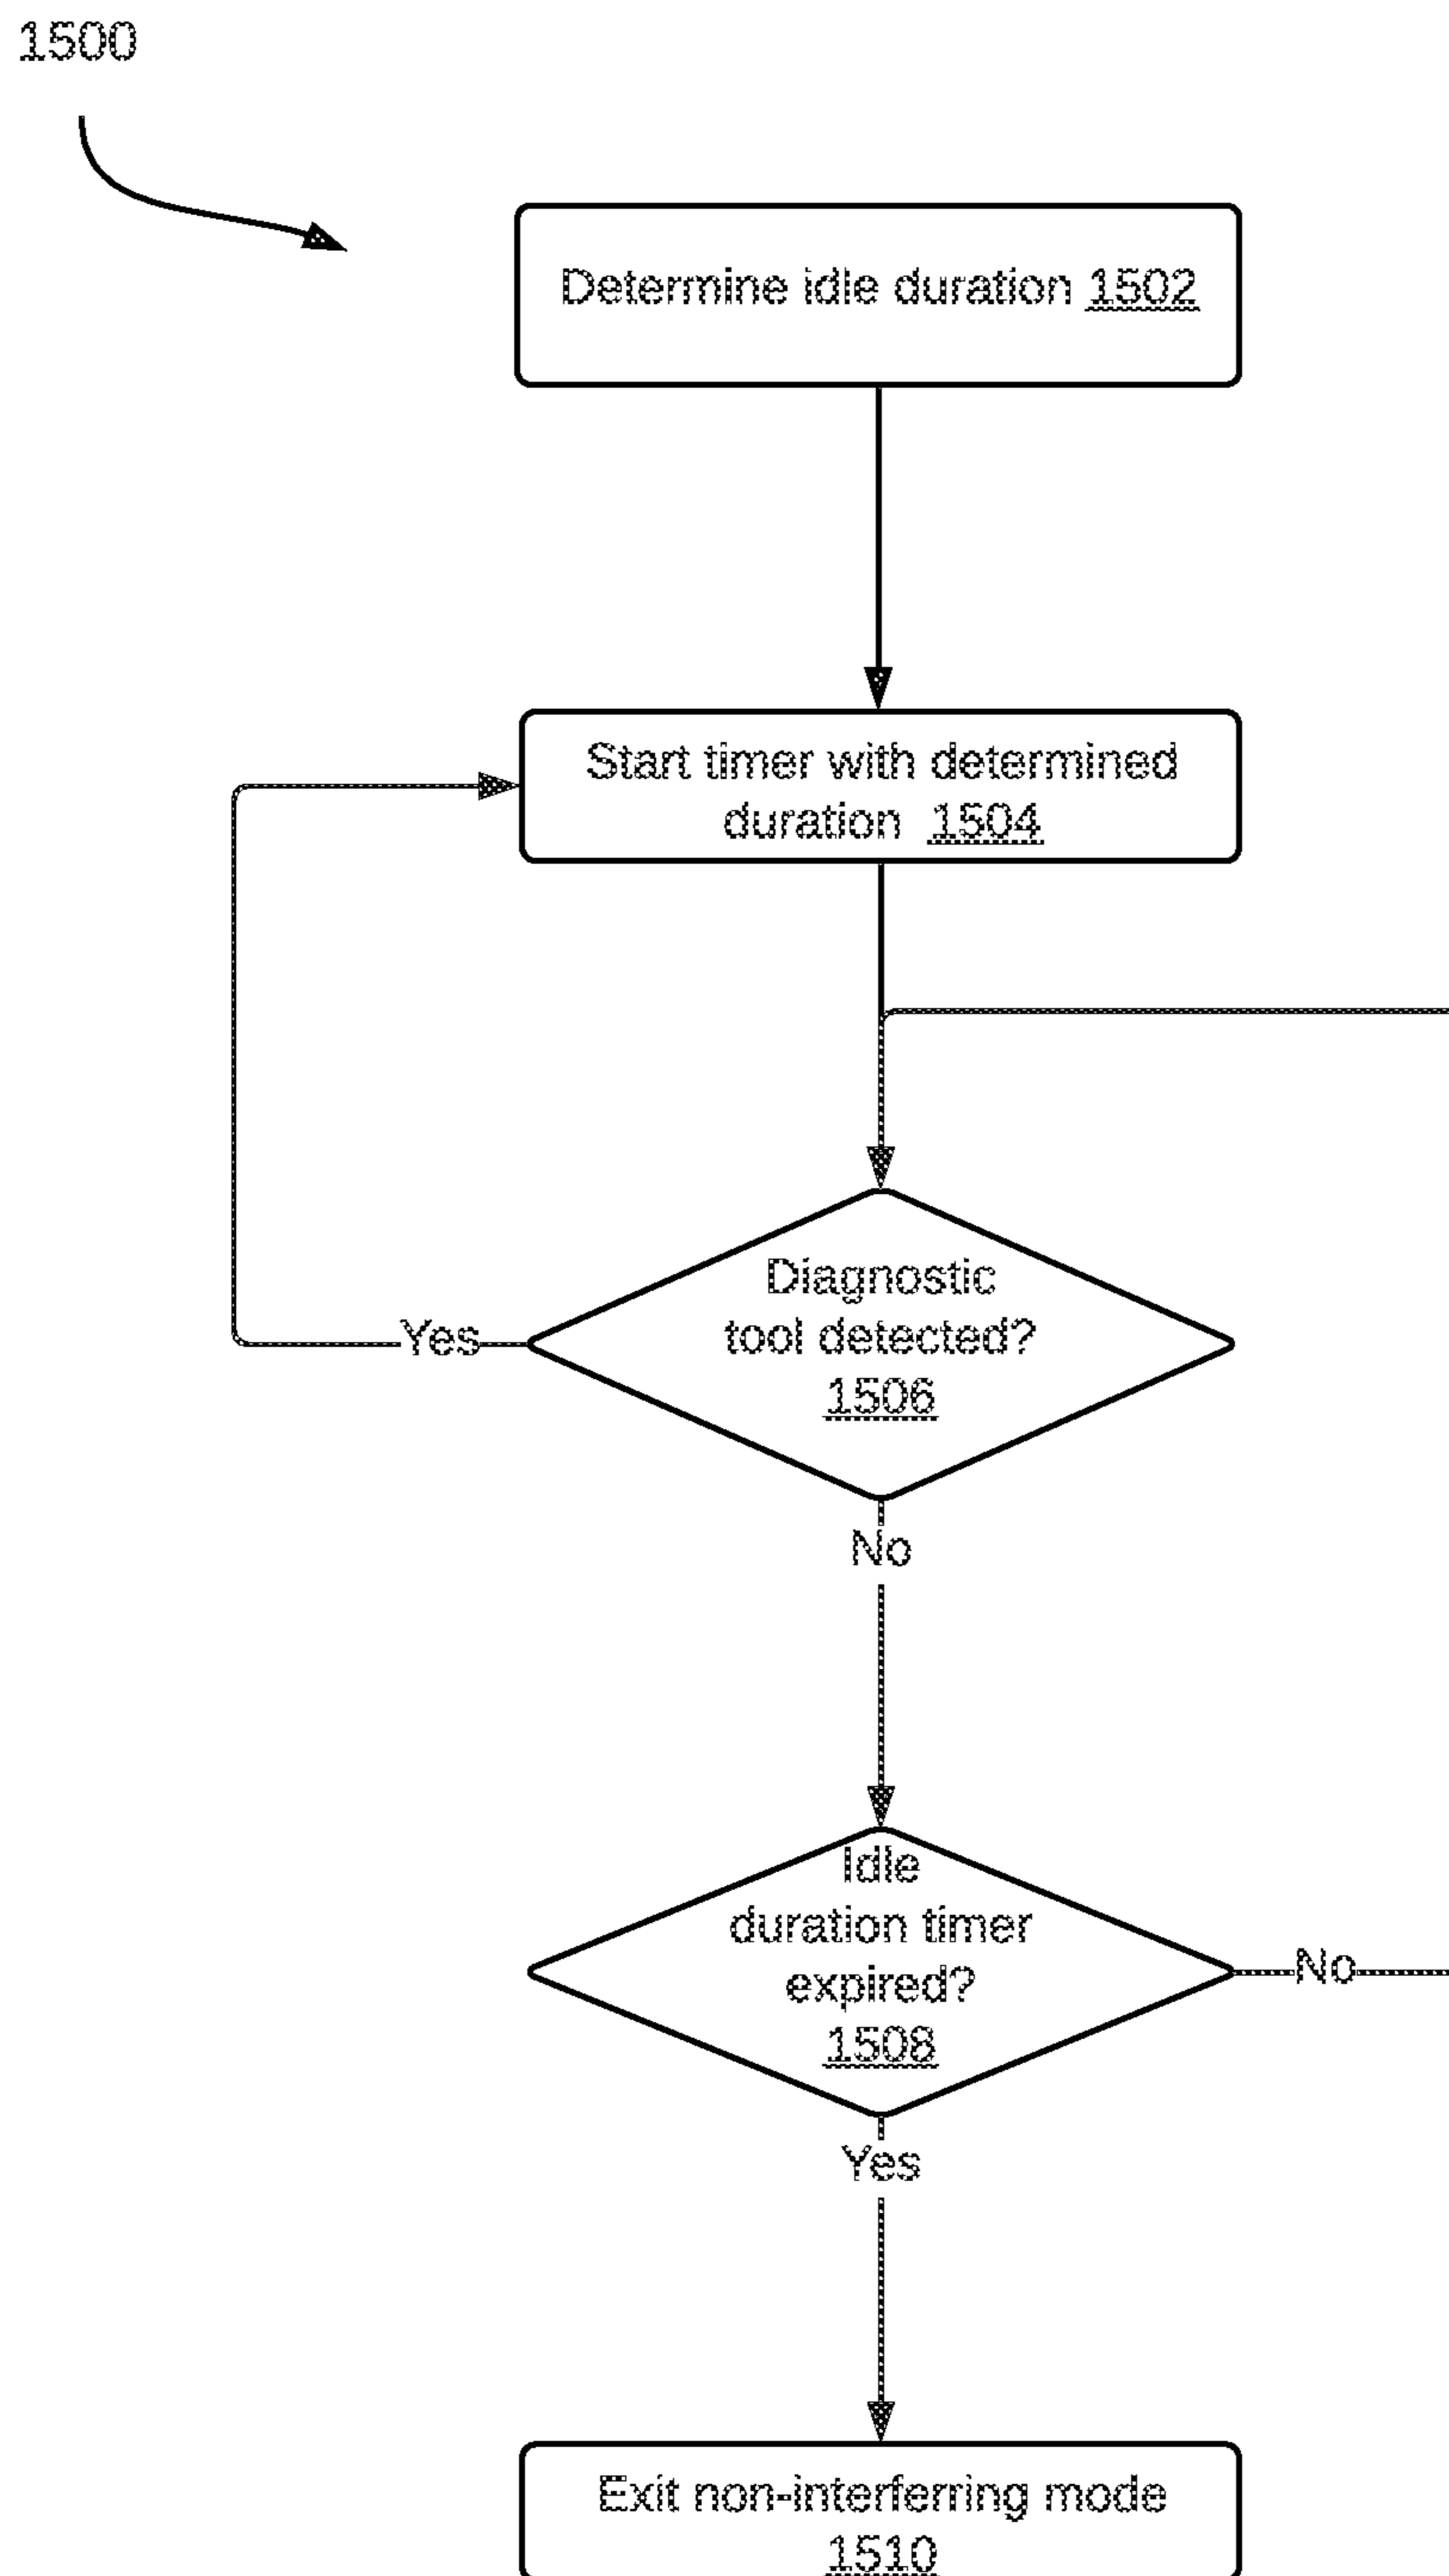 1500
Determine idle duration 1502
Start timer with determined
duration 1504
Diagnostic
tool detected?
1506
Yes
No
Idle
duration timer
expired?
1508
No
Yes
Exit non-interferring mode
1510